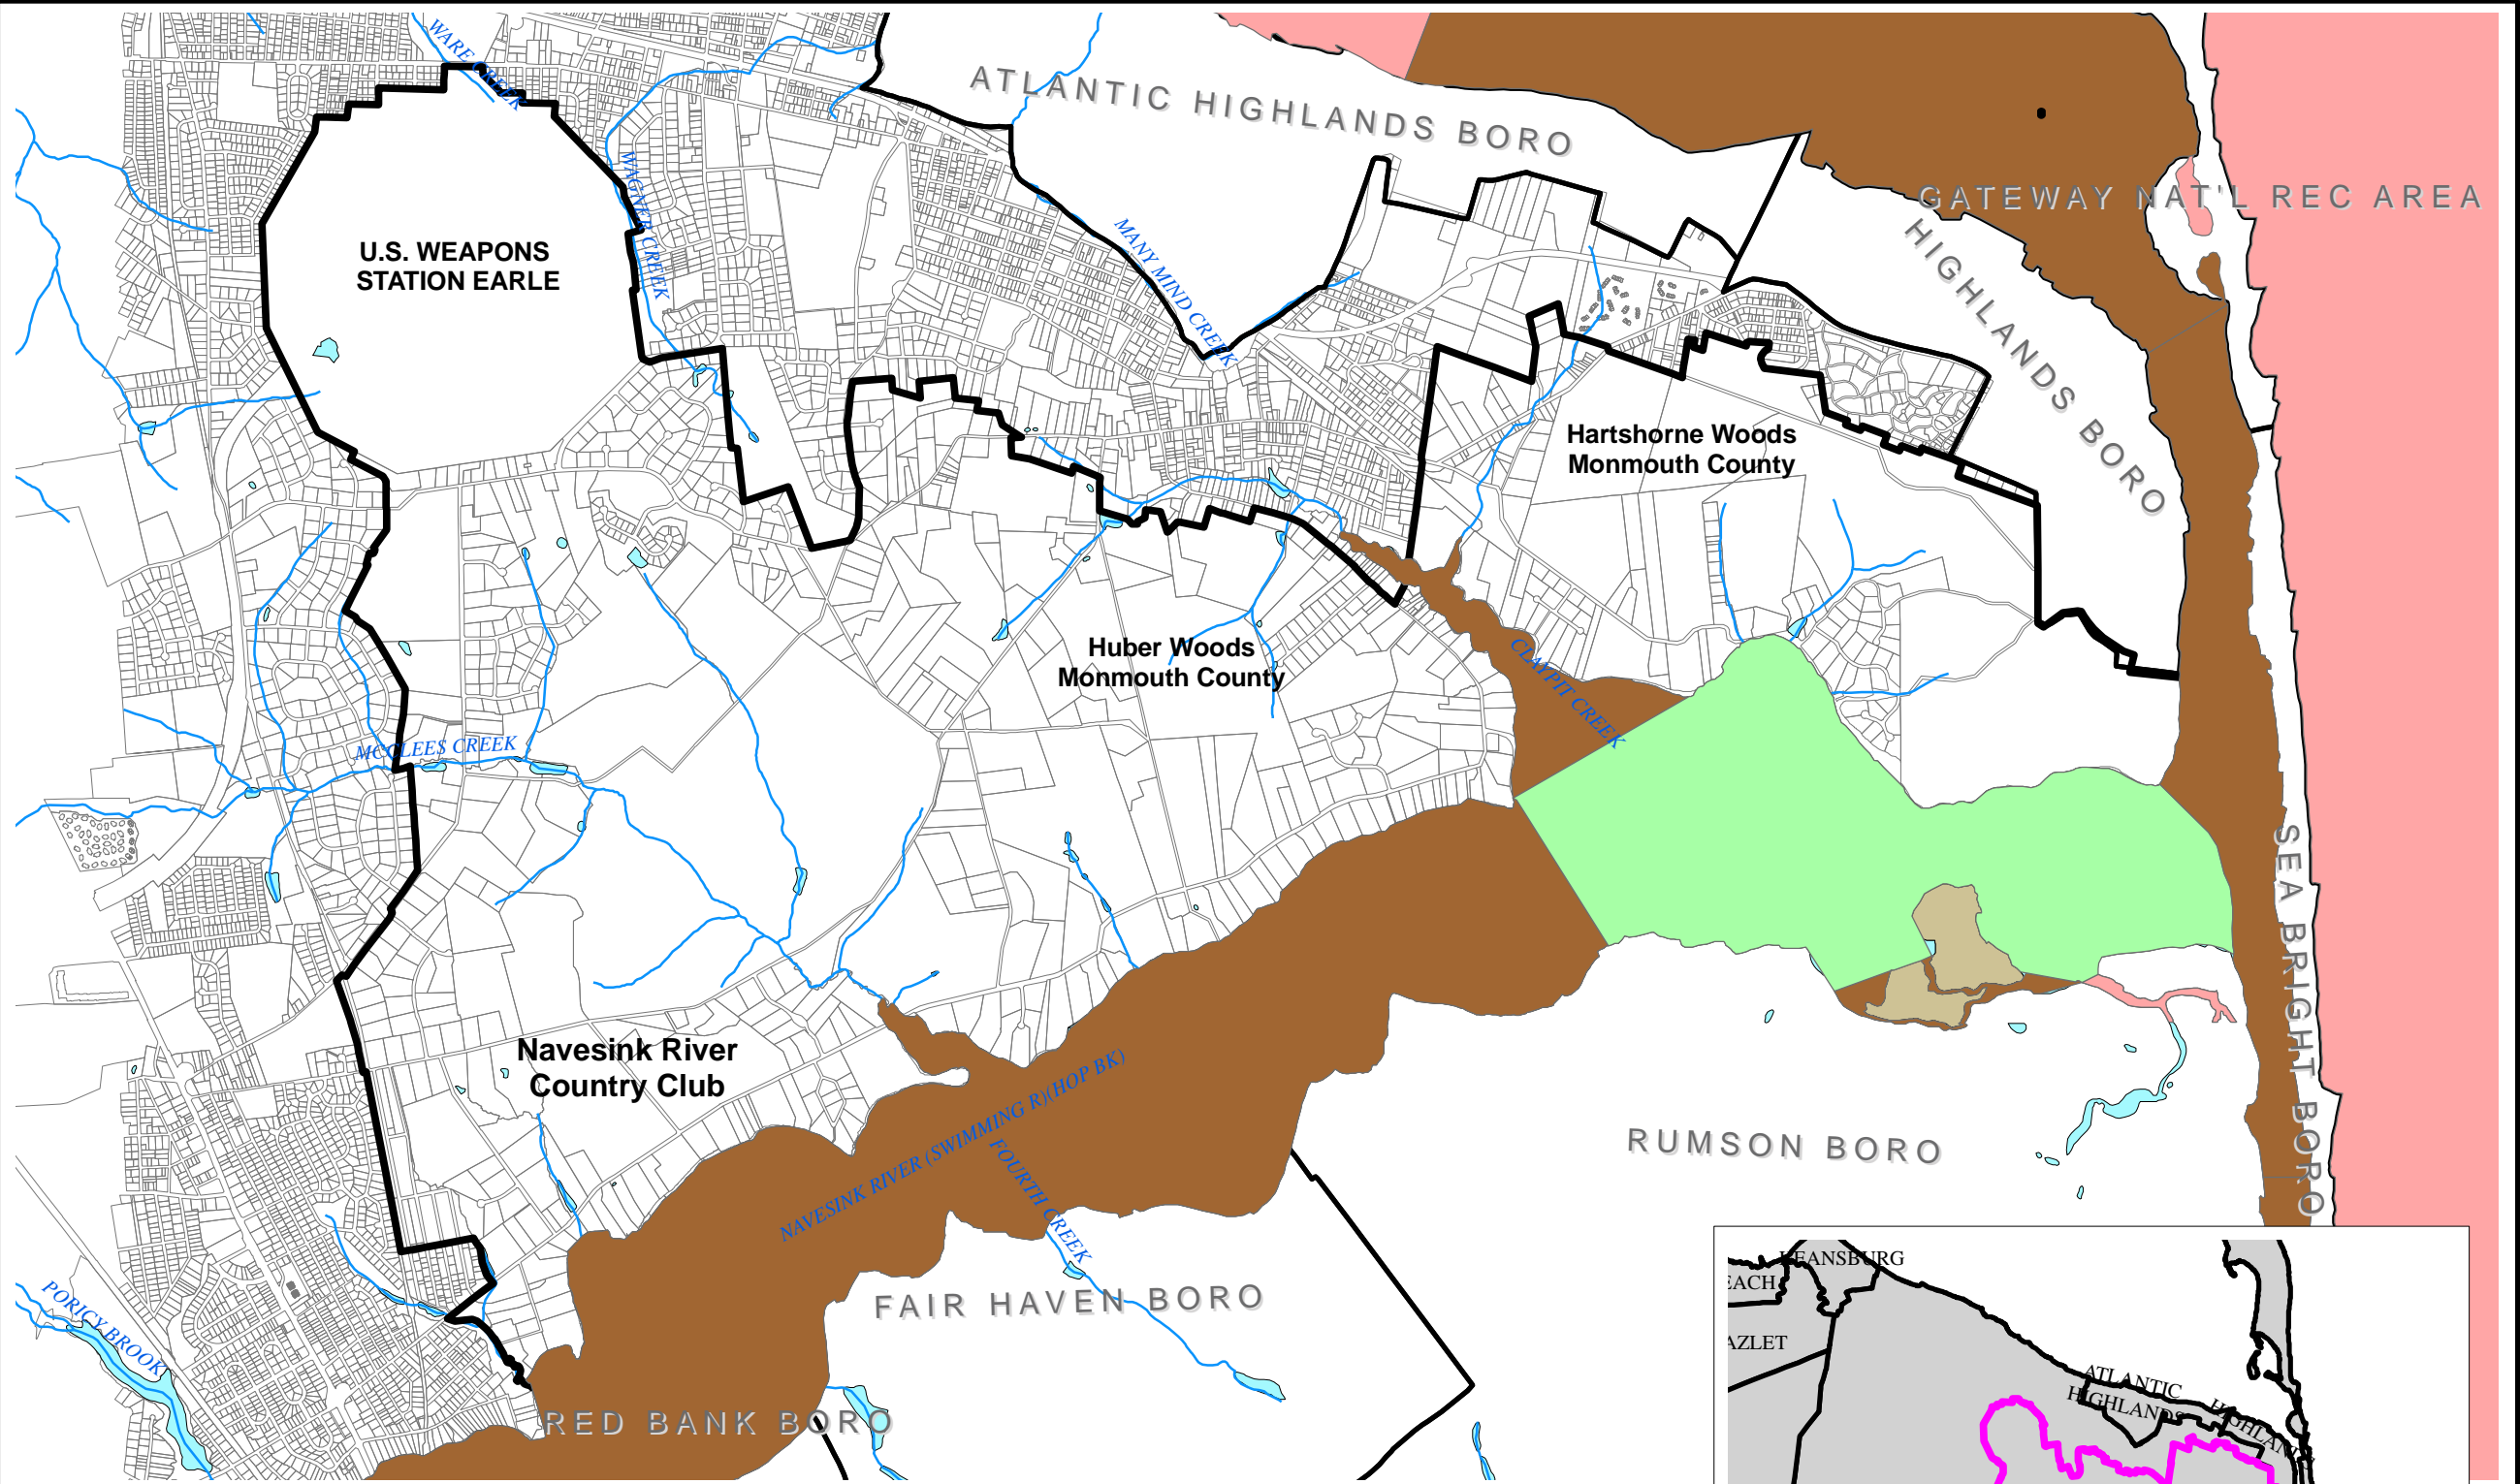 WARE CREEK
ATLANTIC HIGHLANDS BORO
WAGNER CREEK
GATEWAY NAT'L REC AREA
HIGHLANDS BORO
U.S. WEAPONS
STATION EARLE
MANY MIND CREEK
Hartshorne Woods
Monmouth County
Huber Woods
Monmouth County
CLAYPIT CREEK
MCCLEES CREEK
SEA BRIGHT BORO
Navesink River
Country Club
NAVESINK RIVER (SWIMMING R)(HOP BK)
FOURTH CREEK
RUMSON BORO
PORICY BROOK
FAIR HAVEN BORO
RED BANK BORO
KEANSBURG
EACH
AZLET
ATLANTIC
HIGHLANDS
HIGHLANDS